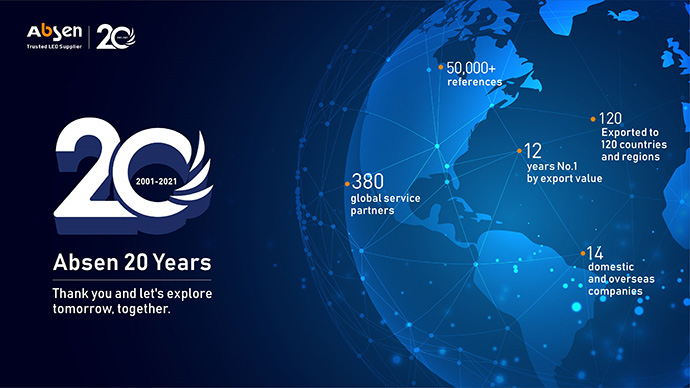 Absen
Trusted LED Supplier
20
2001-2021
20
2001-2021
Absen 20 Years
Thank you and let's explore
tomorrow, together.
50,000+
references
120
Exported to
120 countries
and regions
12
years No.1
by export value
380
global service
partners
14
domestic
and overseas
companies